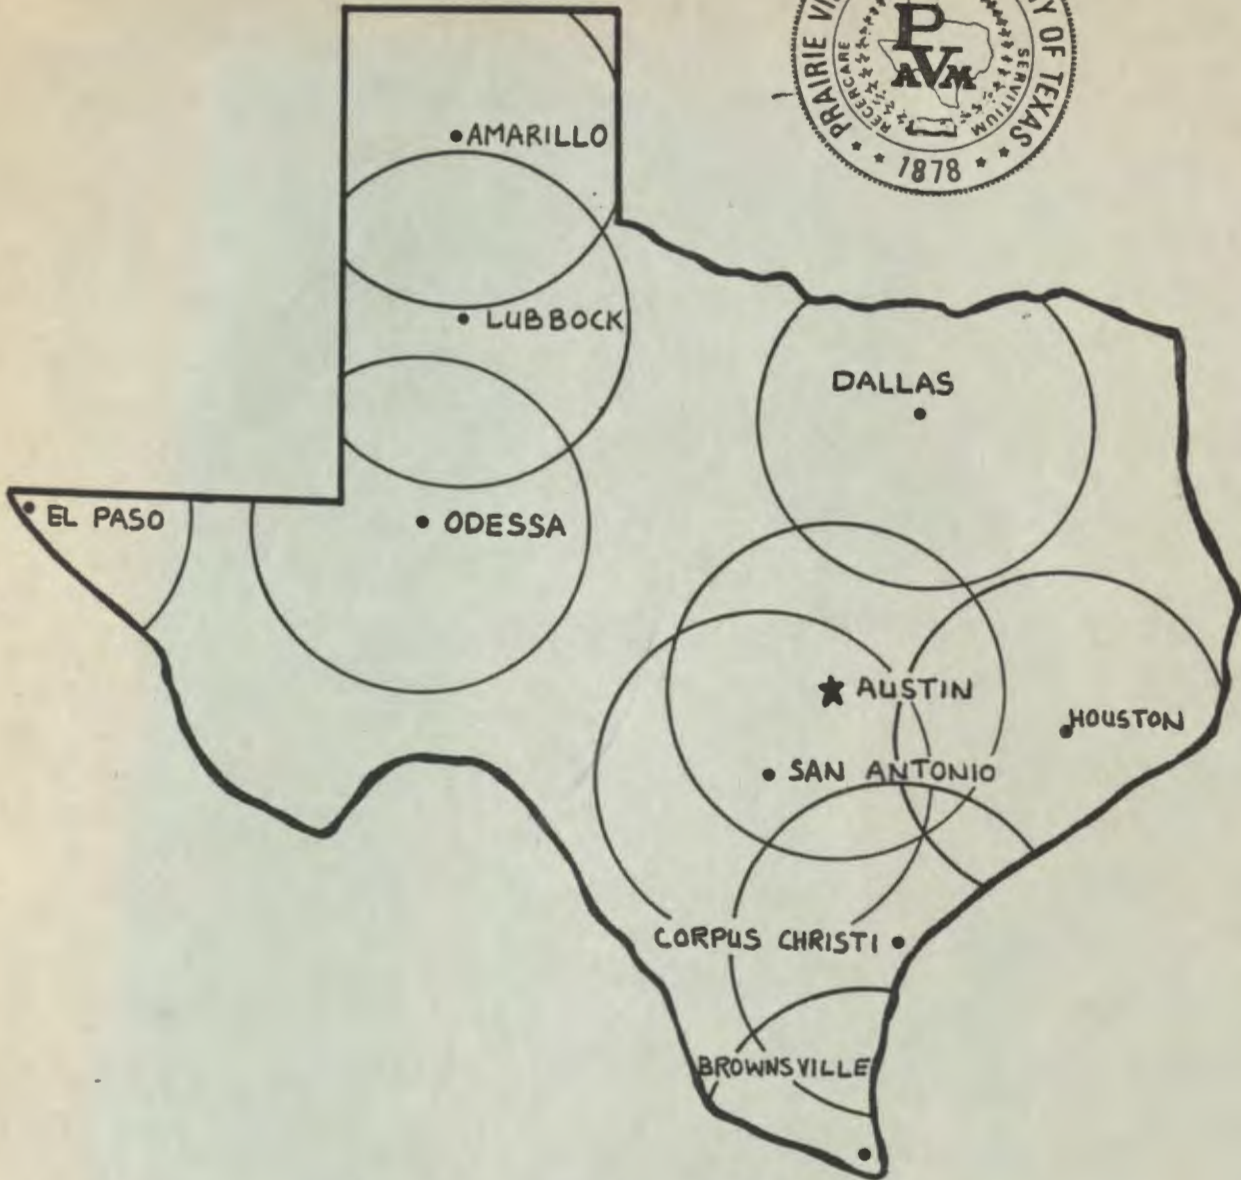 PRAIRIE VI
Y OF TEXAS
RECERCARE
SERVITIUM
P
V
A M
1878
AMARILLO
LUBBOCK
DALLAS
EL PASO
ODESSA
AUSTIN
HOUSTON
SAN ANTONIO
CORPUS CHRISTI
BROWNSVILLE